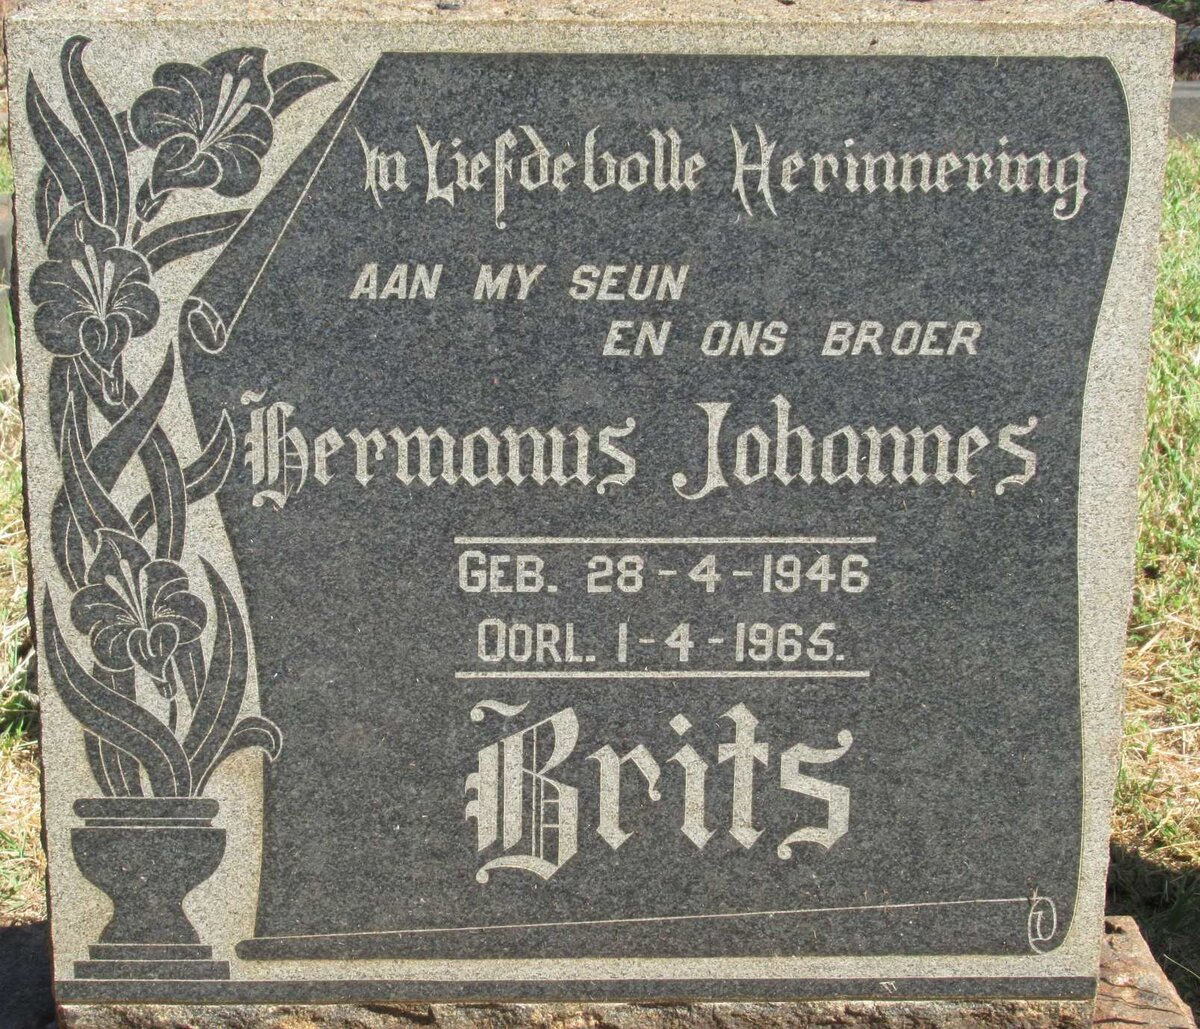 In Liefdevolle Herinnering
AAN MY SEUN
EN ONS BROER
Hermanus Johannes
GEB. 28-4-1946
OORL. 1-4-1965.
Brits